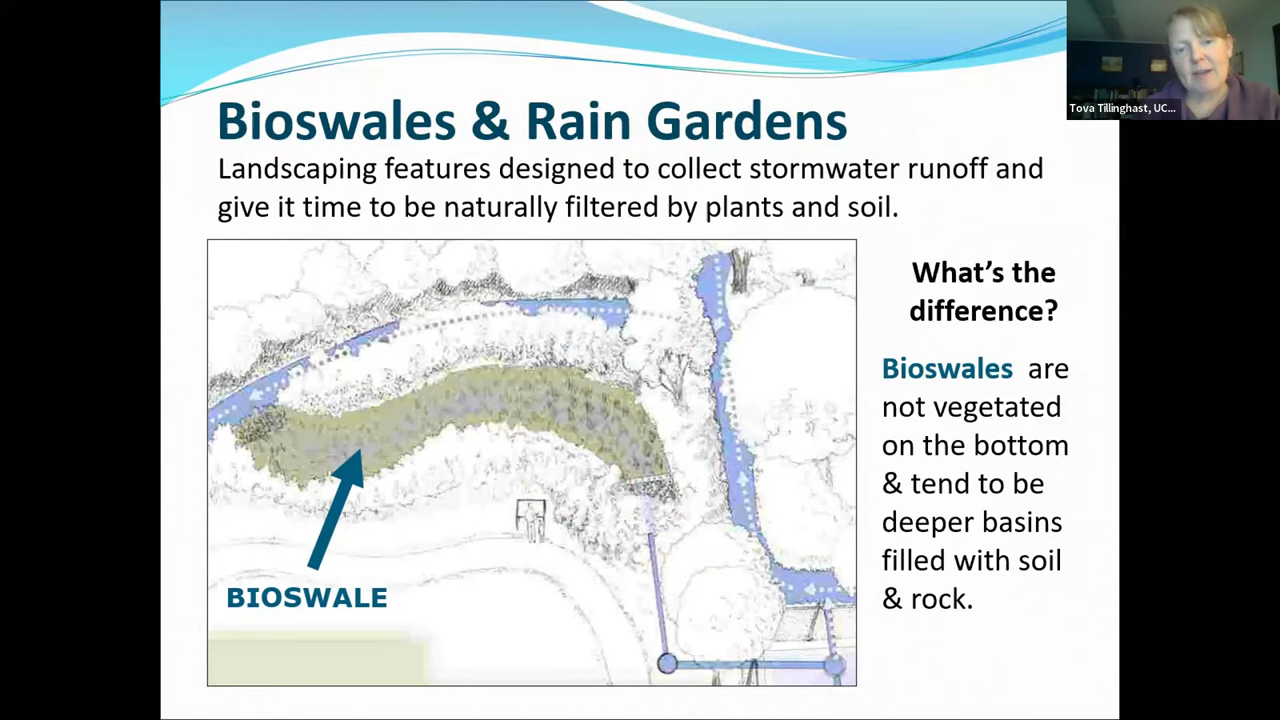 Tova Tillinghast, UC...
Bioswales & Rain Gardens
Landscaping features designed to collect stormwater runoff and
give it time to be naturally filtered by plants and soil.
What's the
difference?
Bioswales are
not vegetated
on the bottom
& tend to be
deeper basins
filled with soil
& rock.
BIOSWALE